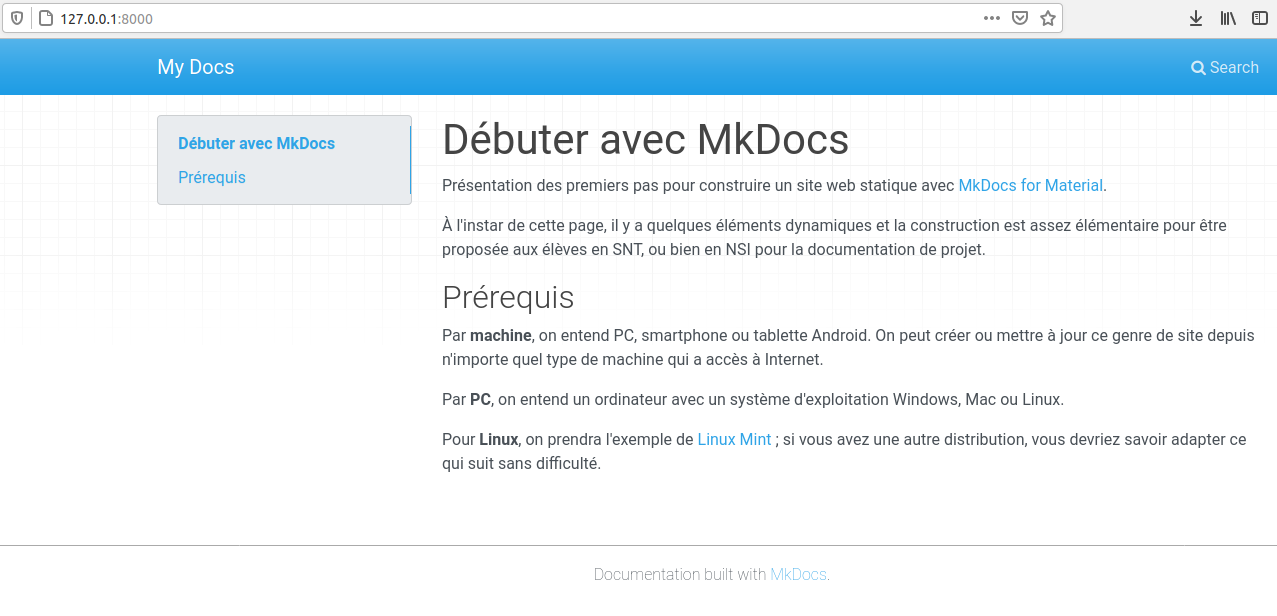 127.0.0.1:8000
My Docs
Search
Débuter avec MkDocs
Prérequis
Débuter avec MkDocs
Présentation des premiers pas pour construire un site web statique avec MkDocs for Material.
À l'instar de cette page, il y a quelques éléments dynamiques et la construction est assez élémentaire pour être
proposée aux élèves en SNT, ou bien en NSI pour la documentation de projet.
Prérequis
Par machine, on entend PC, smartphone ou tablette Android. On peut créer ou mettre à jour ce genre de site depuis
n'importe quel type de machine qui a accès à Internet.
Par PC, on entend un ordinateur avec un système d'exploitation Windows, Mac ou Linux.
Pour Linux, on prendra l'exemple de Linux Mint ; si vous avez une autre distribution, vous devriez savoir adapter ce
qui suit sans difficulté.
Documentation built with MkDocs.